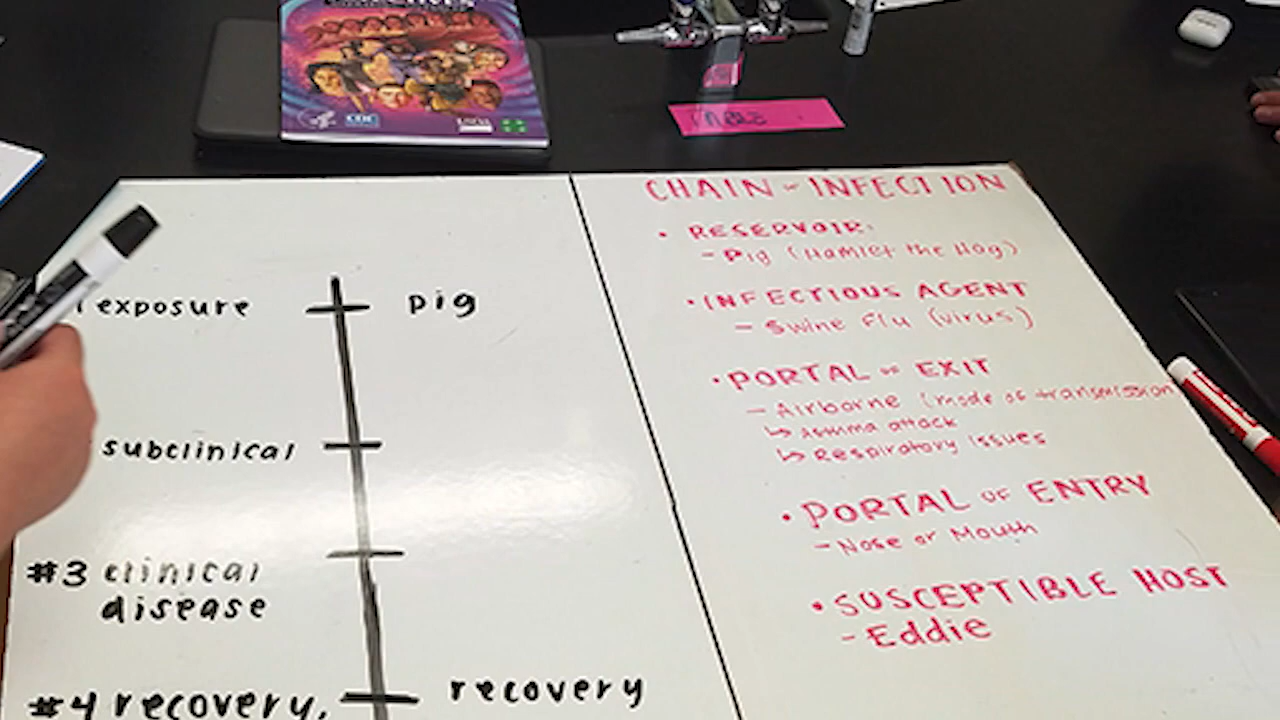 CDC
exposure
pig
subclinical
#3 clinical
disease
#4 recovery,
recovery
CHAIN OF INFECTION
• RESERVOIR:
- Pig (Hamlet the Hog)
• INFECTIOUS AGENT
- Swine Flu (virus)
• PORTAL OF EXIT
- Airborne (mode of transmission
↳ Asthma attack
↳ Respiratory Issues
• PORTAL OF ENTRY
- Nose or Mouth
• SUSCEPTIBLE HOST
- Eddie